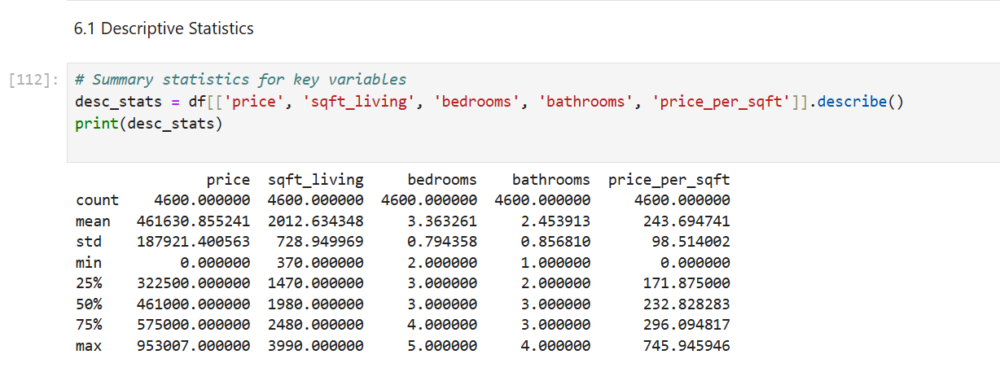 6.1 Descriptive Statistics
[112]: # Summary statistics for key variables
desc_stats = df[['price', 'sqft_living', 'bedrooms', 'bathrooms', 'price_per_sqft']].describe()
print(desc_stats)
price sqft_living bedrooms bathrooms price_per_sqft
count 4600.000000 4600.000000 4600.000000 4600.000000 4600.000000
mean 461630.855241 2012.634348 3.363261 2.453913 243.694741
std 187921.400563 728.949969 0.794358 0.856810 98.514002
min 0.000000 370.000000 2.000000 1.000000 0.000000
25% 322500.000000 1470.000000 3.000000 2.000000 171.875000
50% 461000.000000 1980.000000 3.000000 3.000000 232.828283
75% 575000.000000 2480.000000 4.000000 3.000000 296.094817
max 953007.000000 3990.000000 5.000000 4.000000 745.945946